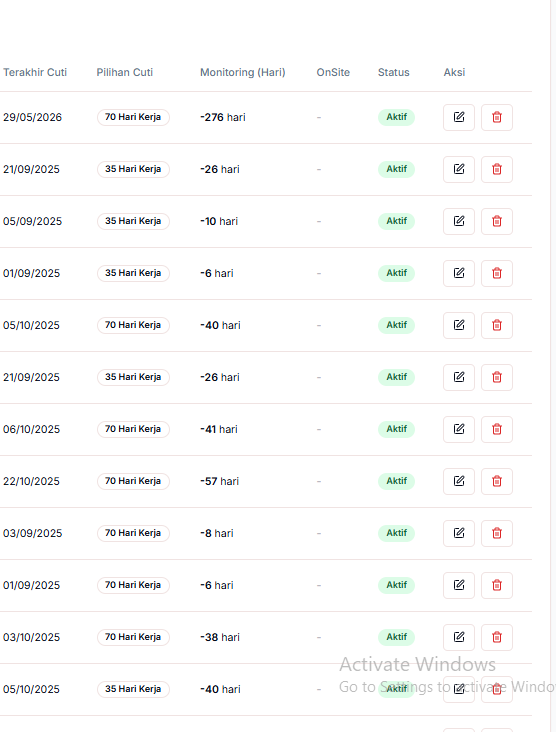 Terakhir Cuti Pilihan Cuti Monitoring (Hari) OnSite Status Aksi
29/05/2026 70 Hari Kerja -276 hari - Aktif
21/09/2025 35 Hari Kerja -26 hari - Aktif
05/09/2025 35 Hari Kerja -10 hari - Aktif
01/09/2025 35 Hari Kerja -6 hari - Aktif
05/10/2025 70 Hari Kerja -40 hari - Aktif
21/09/2025 35 Hari Kerja -26 hari - Aktif
06/10/2025 70 Hari Kerja -41 hari - Aktif
22/10/2025 70 Hari Kerja -57 hari - Aktif
03/09/2025 70 Hari Kerja -8 hari - Aktif
01/09/2025 70 Hari Kerja -6 hari - Aktif
03/10/2025 70 Hari Kerja -38 hari - Aktif
Activate Windows
05/10/2025 35 Hari Kerja -40 hari - Aktif
Go to Settings to activate Windo